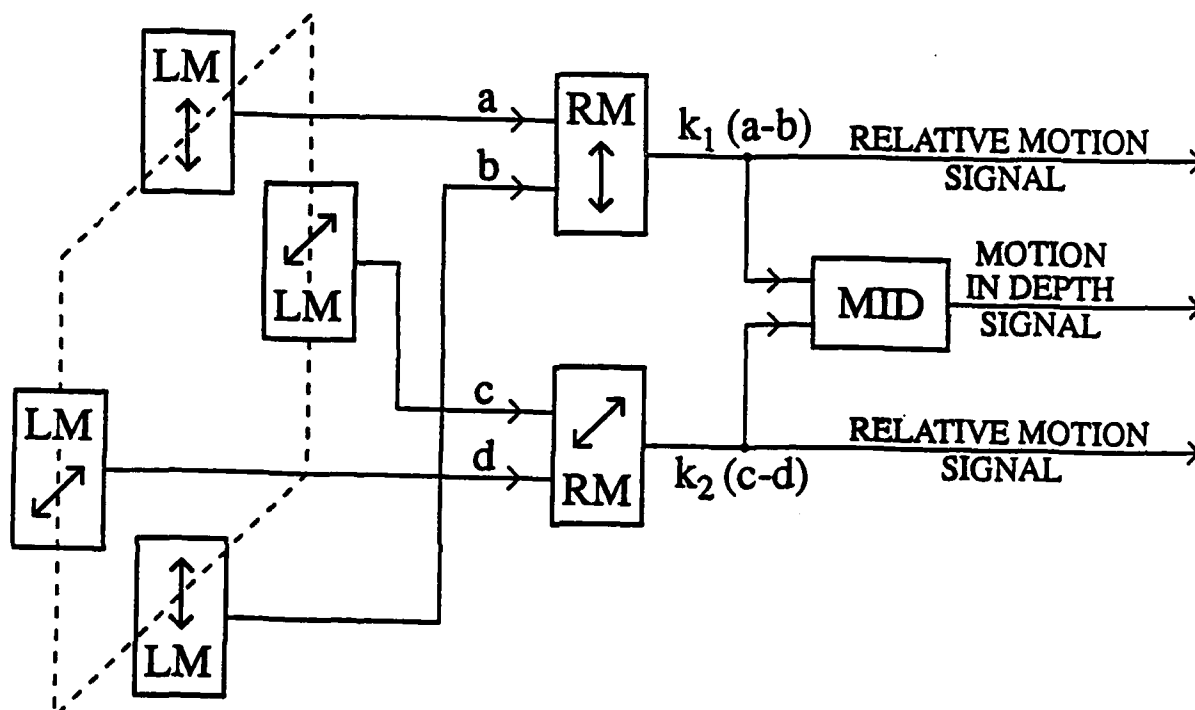 LM
a
RM
k₁ (a-b)
RELATIVE MOTION
SIGNAL
b
LM
MOTION
IN DEPTH
SIGNAL
MID
LM
c
d
RM
k₂ (c-d)
RELATIVE MOTION
SIGNAL
LM